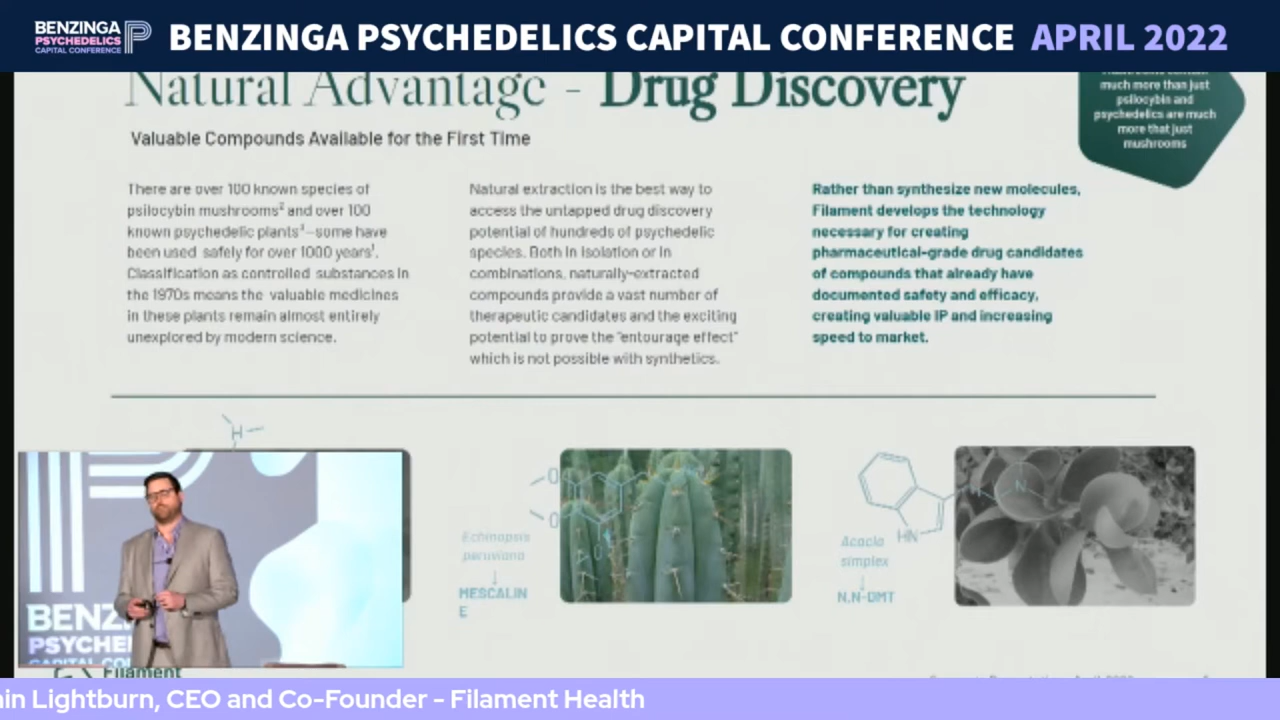 BENZINGA
PSYCHEDELICS
CAPITAL CONFERENCE
BENZINGA PSYCHEDELICS CAPITAL CONFERENCE APRIL 2022
Natural Advantage - Drug Discovery
much more than just
psilocybin and
psychedelics are much
more that just
mushrooms
Valuable Compounds Available for the First Time
There are over 100 known species of
psilocybin mushrooms² and over 100
known psychedelic plants⁴—some have
been used safely for over 1000 years¹.
Classification as controlled substances in
the 1970s means the valuable medicines
in these plants remain almost entirely
unexplored by modern science.
Natural extraction is the best way to
access the untapped drug discovery
potential of hundreds of psychedelic
species. Both in isolation or in
combinations, naturally-extracted
compounds provide a vast number of
therapeutic candidates and the exciting
potential to prove the "entourage effect"
which is not possible with synthetics.
Rather than synthesize new molecules,
Filament develops the technology
necessary for creating
pharmaceutical-grade drug candidates
of compounds that already have
documented safety and efficacy,
creating valuable IP and increasing
speed to market.
H
O
O
Echinopsis
peruviana
MESCALIN
E
HN
N
Acacia
simplex
N,N-DMT
BENZ
PSYCHE
CAPITAL CO
Filament
in Lightburn, CEO and Co-Founder - Filament Health